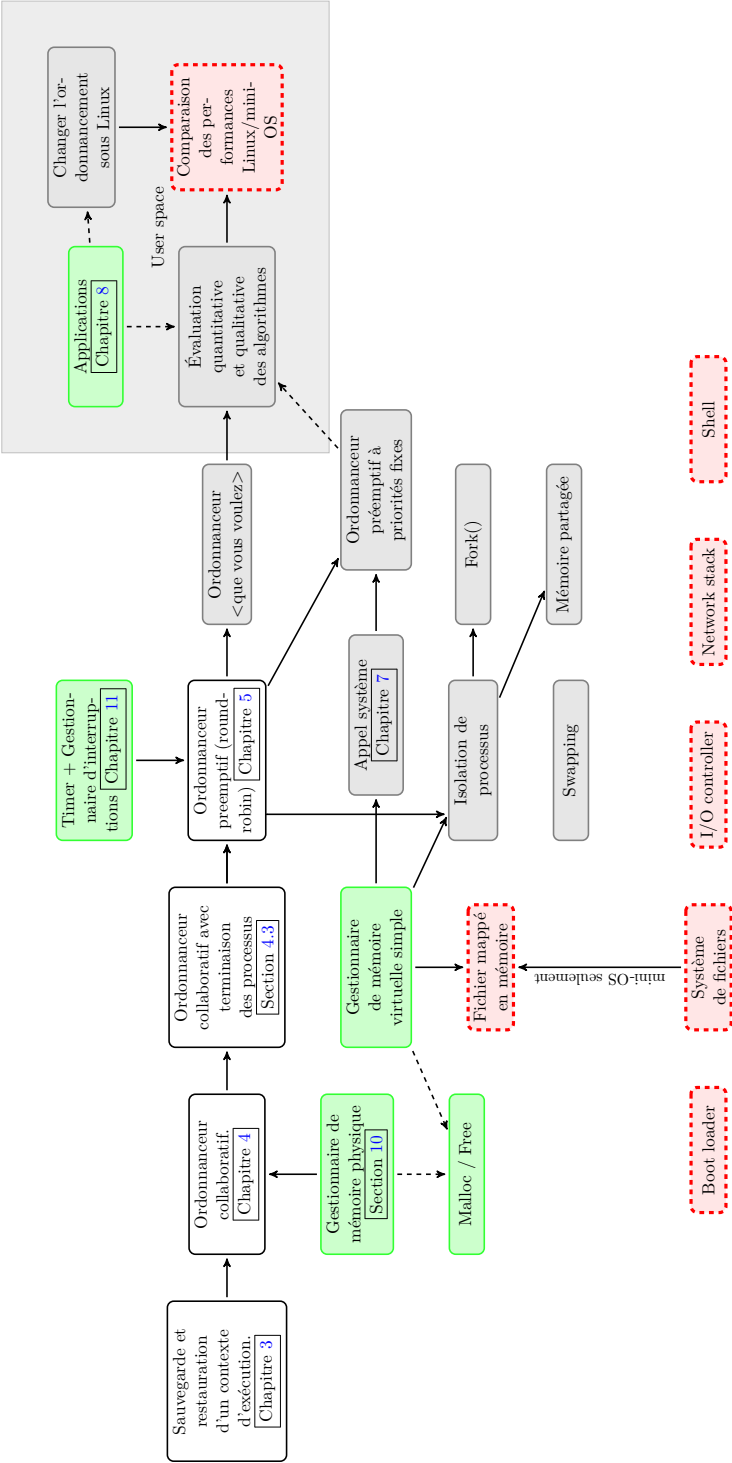 Sauvegarde et
restauration
d'un contexte
d'exécution.
Chapitre 3
Ordonnanceur
collaboratif.
Chapitre 4
Ordonnanceur
collaboratif avec
terminaison
des processus
Section 4.3
Timer + Gestion-
naire d'interrup-
tions Chapitre 11
Ordonnanceur
preemptif (round-
robin) Chapitre 5
Ordonnanceur
<que vous voulez>
Applications
Chapitre 8
Changer l'or-
donnancement
sous Linux
User space
Évaluation
quantitative
et qualitative
des algorithmes
Comparaison
des per-
formances
Linux/mini-
OS
Gestionnaire de
mémoire physique
Section 10
Gestionnaire
de mémoire
virtuelle simple
Appel système
Chapitre 7
Ordonnanceur
préemptif à
priorités fixes
Malloc / Free
Fichier mappé
en mémoire
Isolation de
processus
Fork()
Swapping
Mémoire partagée
mini-OS seulement
Boot loader
Système
de fichiers
I/O controller
Network stack
Shell